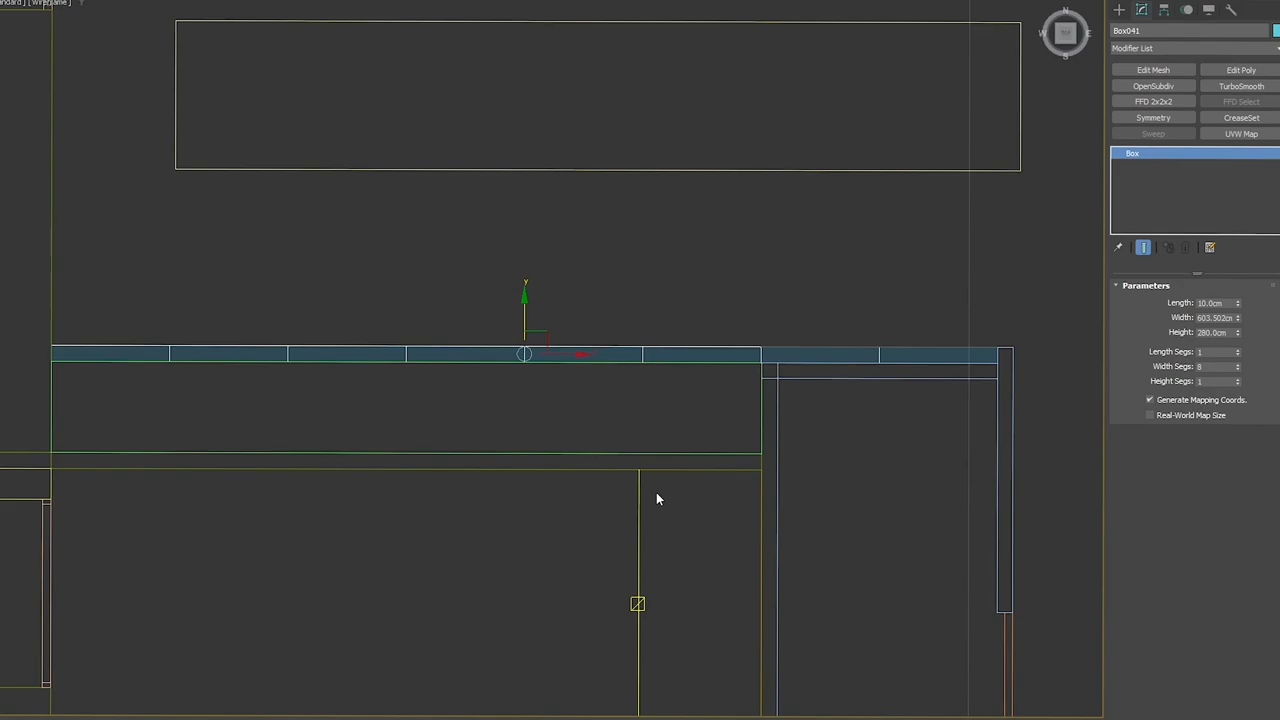 [ Wireframe ]
N
W
E
S
y
Box041
Modifier List
Edit Mesh
Edit Poly
OpenSubdiv
TurboSmooth
FFD 2x2x2
FFD Select
Symmetry
CreaseSet
Sweep
UVW Map
Box
Parameters
Length: 10.0cm
Width: 603.502cm
Height: 280.0cm
Length Segs: 1
Width Segs: 8
Height Segs: 1
Generate Mapping Coords.
Real-World Map Size